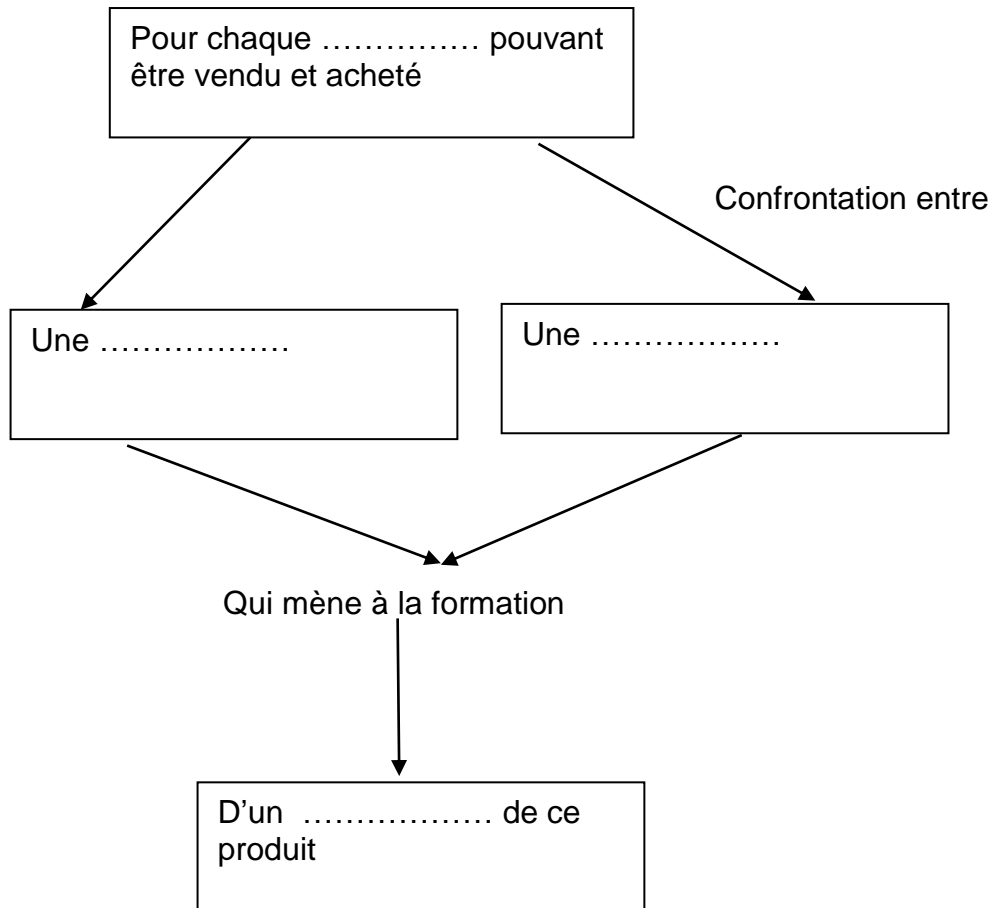 Pour chaque …………… pouvant
être vendu et acheté
Confrontation entre
Une ………………
Une ………………
Qui mène à la formation
D’un ……………… de ce
produit